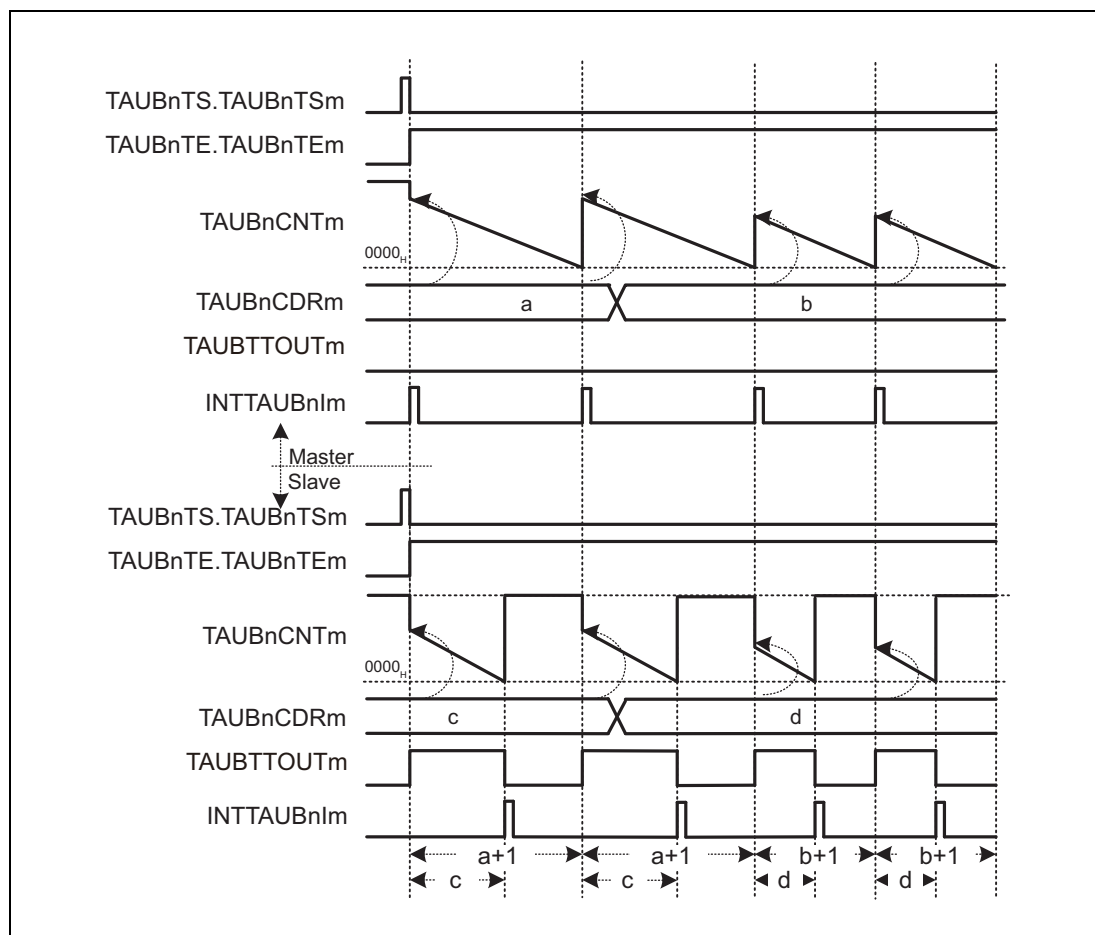 TAUBnTS.TAUBnTSm
TAUBnTE.TAUBnTEm
TAUBnCNTm
0000H
TAUBnCDRm
a
b
TAUBTTOUTm
INTTAUBnIm
Master
Slave
TAUBnTS.TAUBnTSm
TAUBnTE.TAUBnTEm
TAUBnCNTm
0000H
TAUBnCDRm
c
d
TAUBTTOUTm
INTTAUBnIm
a+1 a+1 b+1 b+1
c c d d